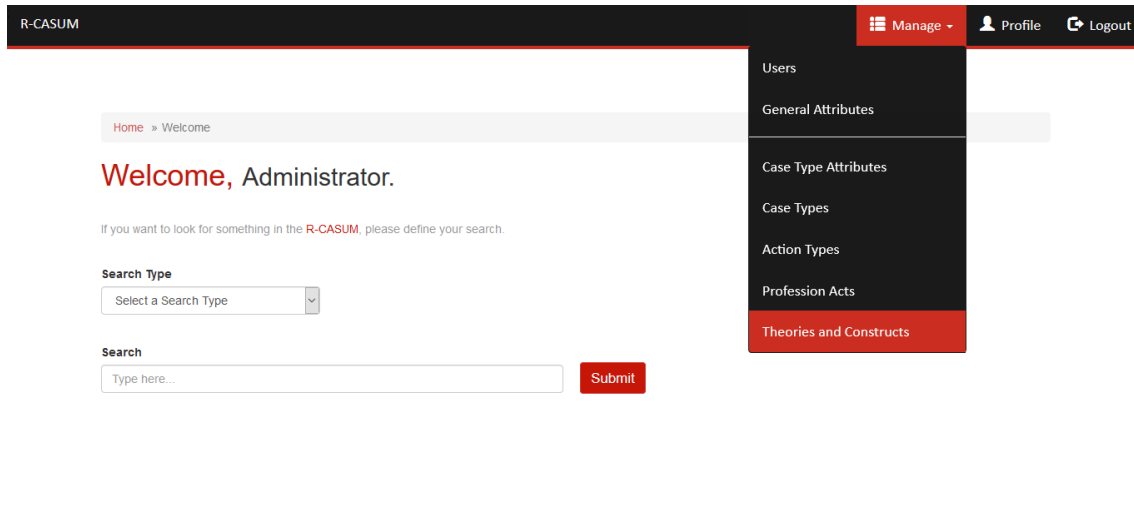 R-CASUM
Manage
Profile
Logout
Users
General Attributes
Case Type Attributes
Case Types
Action Types
Profession Acts
Theories and Constructs
Home » Welcome
Welcome, Administrator.
If you want to look for something in the R-CASUM, please define your search.
Search Type
Select a Search Type
Search
Type here...
Submit